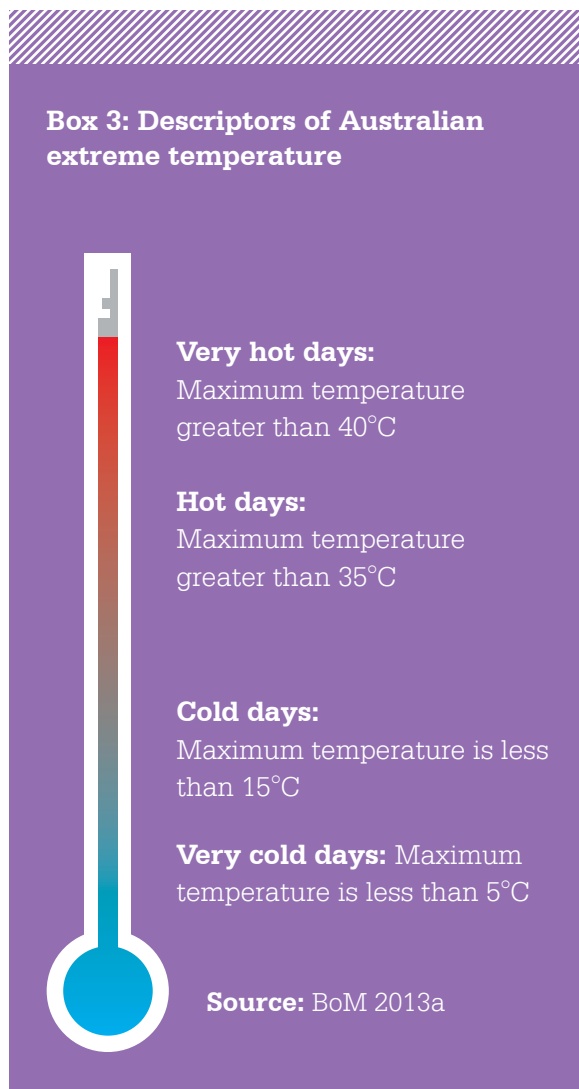 Box 3: Descriptors of Australian
extreme temperature
Very hot days:
Maximum temperature
greater than 40°C
Hot days:
Maximum temperature
greater than 35°C
Cold days:
Maximum temperature is less
than 15°C
Very cold days: Maximum
temperature is less than 5°C
Source: BoM 2013a